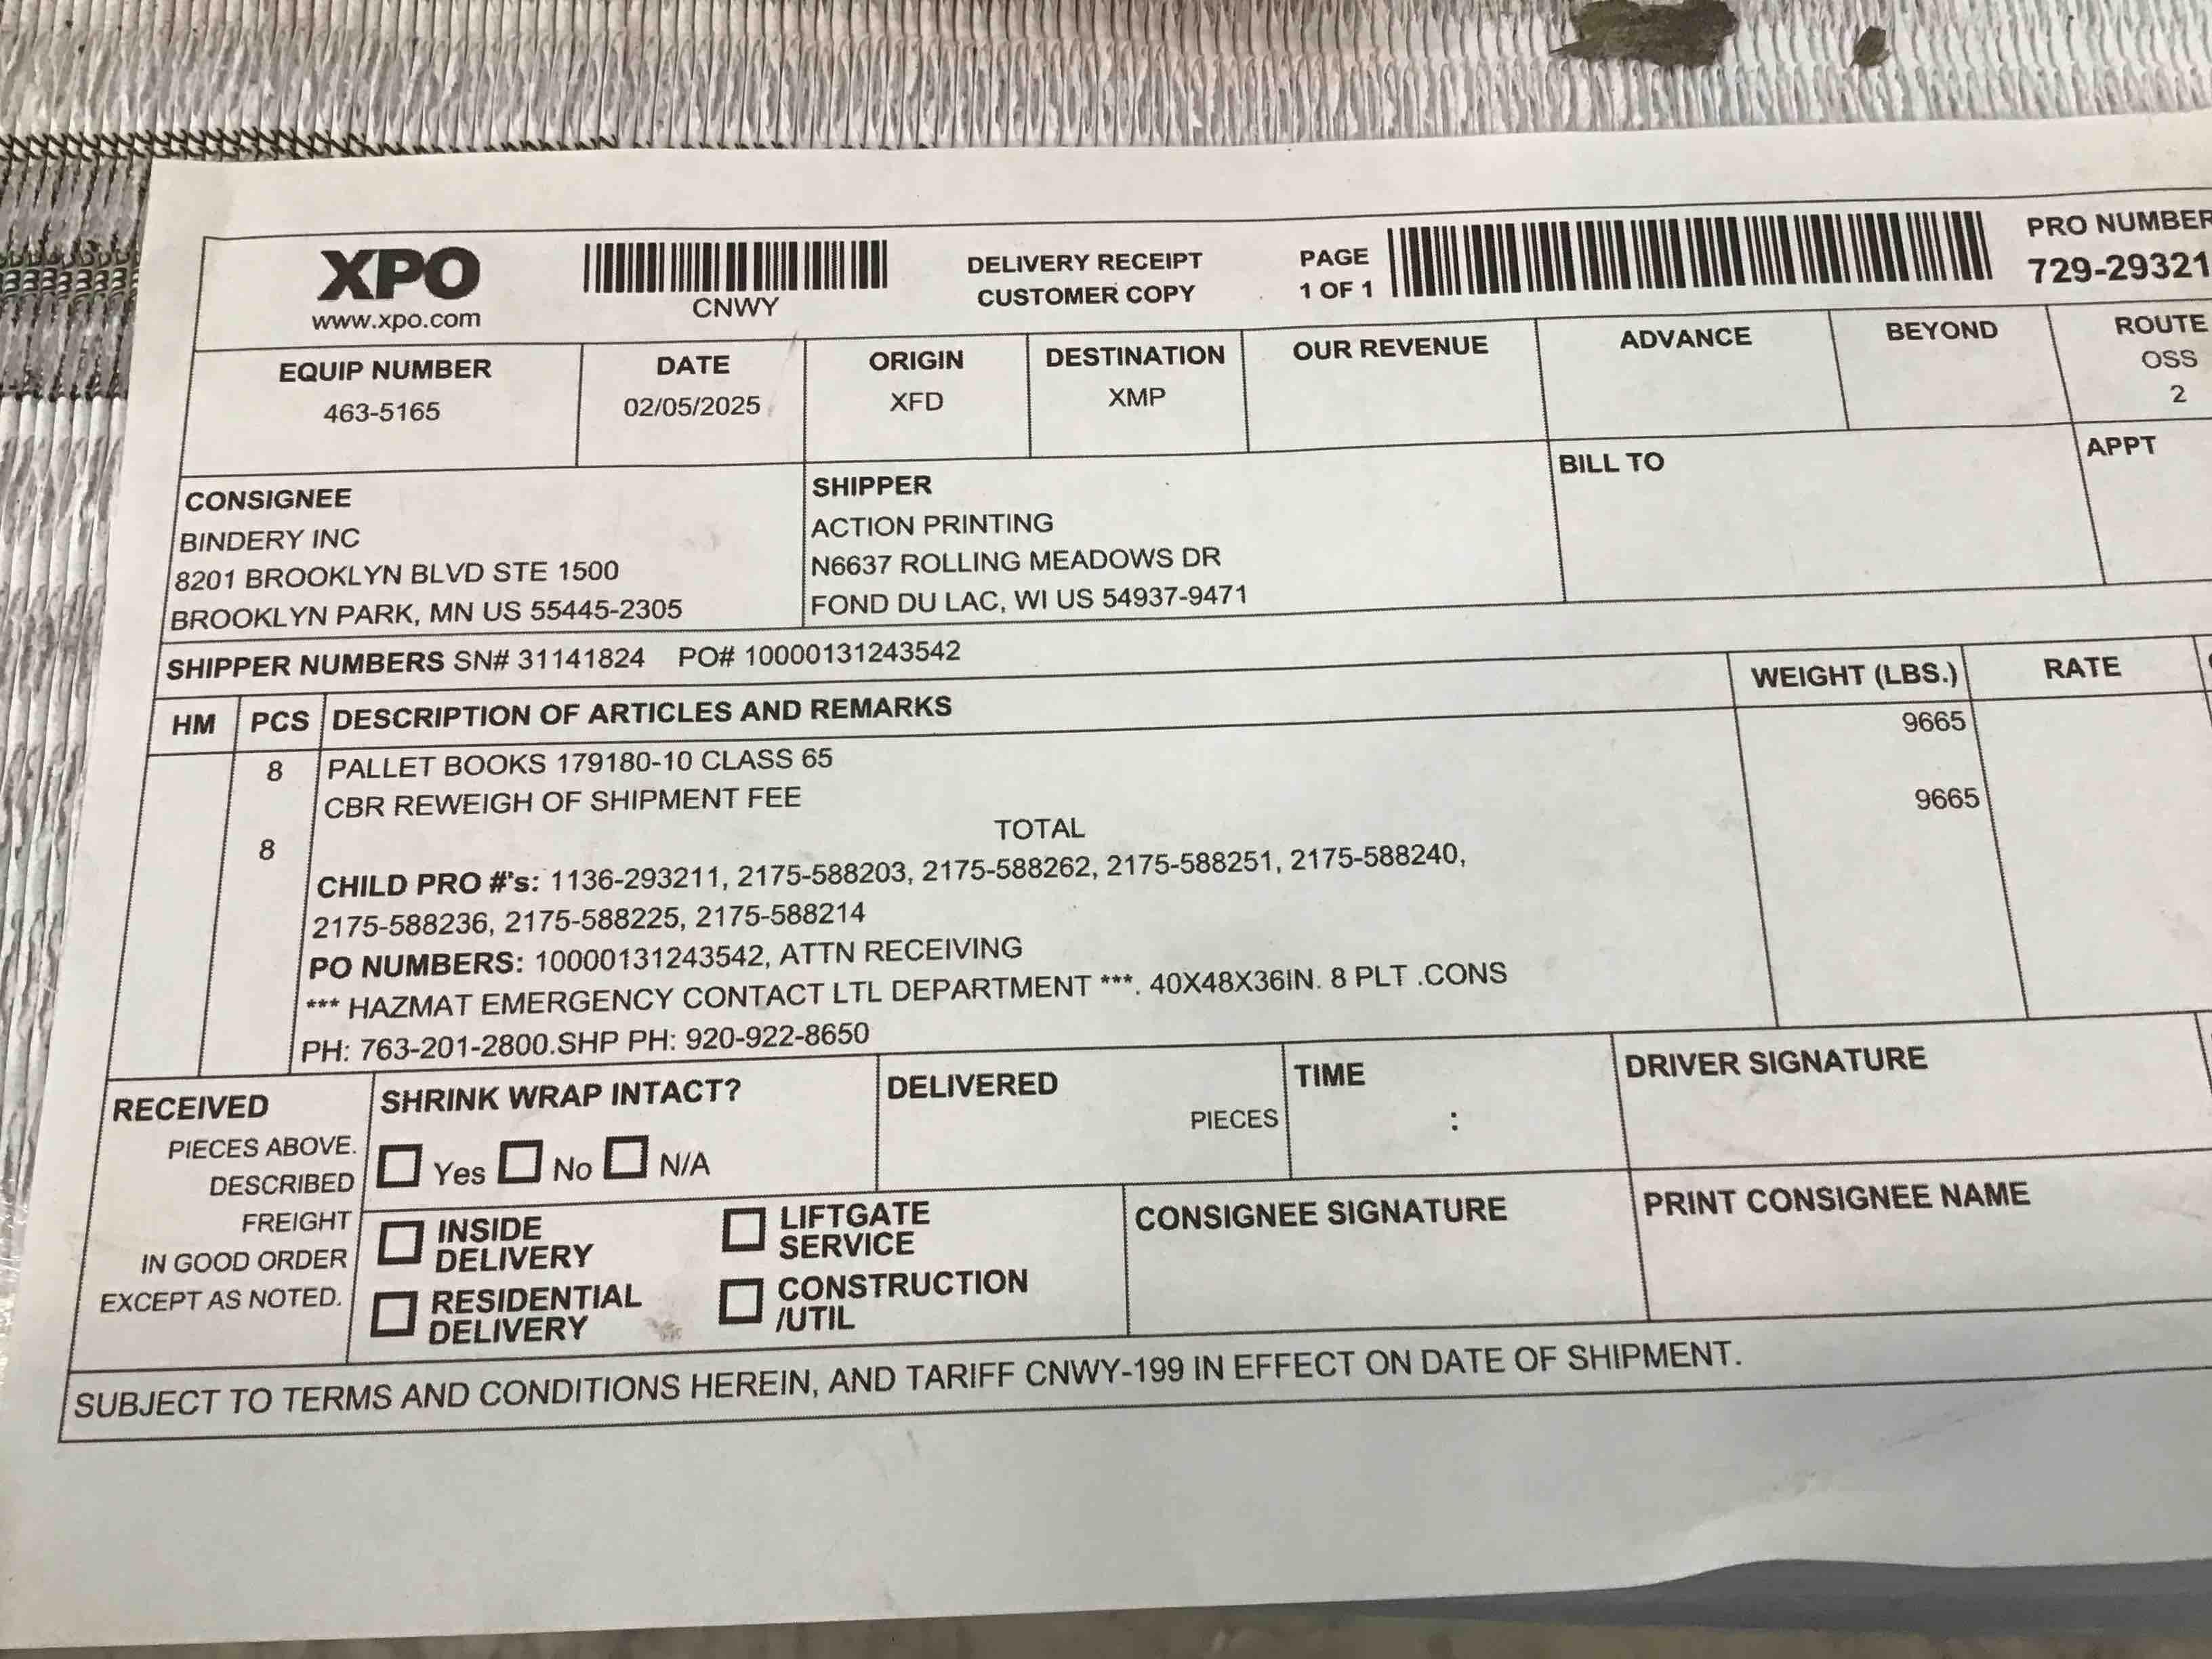 XPO
www.xpo.com
CNWY
DELIVERY RECEIPT
CUSTOMER COPY
PAGE
1 OF 1
PRO NUMBER
729-29321
EQUIP NUMBER
463-5165
DATE
02/05/2025
ORIGIN
XFD
DESTINATION
XMP
OUR REVENUE
ADVANCE
BEYOND
ROUTE
OSS
2
CONSIGNEE
BINDERY INC
8201 BROOKLYN BLVD STE 1500
BROOKLYN PARK, MN US 55445-2305
SHIPPER
ACTION PRINTING
N6637 ROLLING MEADOWS DR
FOND DU LAC, WI US 54937-9471
BILL TO
APPT
SHIPPER NUMBERS SN# 31141824 PO# 10000131243542
HM PCS DESCRIPTION OF ARTICLES AND REMARKS WEIGHT (LBS.) RATE
8 PALLET BOOKS 179180-10 CLASS 65 9665
CBR REWEIGH OF SHIPMENT FEE
8 TOTAL 9665
CHILD PRO #'s: 1136-293211, 2175-588203, 2175-588262, 2175-588251, 2175-588240,
2175-588236, 2175-588225, 2175-588214
PO NUMBERS: 10000131243542, ATTN RECEIVING
*** HAZMAT EMERGENCY CONTACT LTL DEPARTMENT ***. 40X48X36IN. 8 PLT .CONS
PH: 763-201-2800.SHP PH: 920-922-8650
RECEIVED
PIECES ABOVE.
DESCRIBED
FREIGHT
IN GOOD ORDER
EXCEPT AS NOTED.
SHRINK WRAP INTACT?
Yes No N/A
DELIVERED
PIECES
TIME
:
DRIVER SIGNATURE
INSIDE
DELIVERY
LIFTGATE
SERVICE
RESIDENTIAL
DELIVERY
CONSTRUCTION
/UTIL
CONSIGNEE SIGNATURE
PRINT CONSIGNEE NAME
SUBJECT TO TERMS AND CONDITIONS HEREIN, AND TARIFF CNWY-199 IN EFFECT ON DATE OF SHIPMENT.